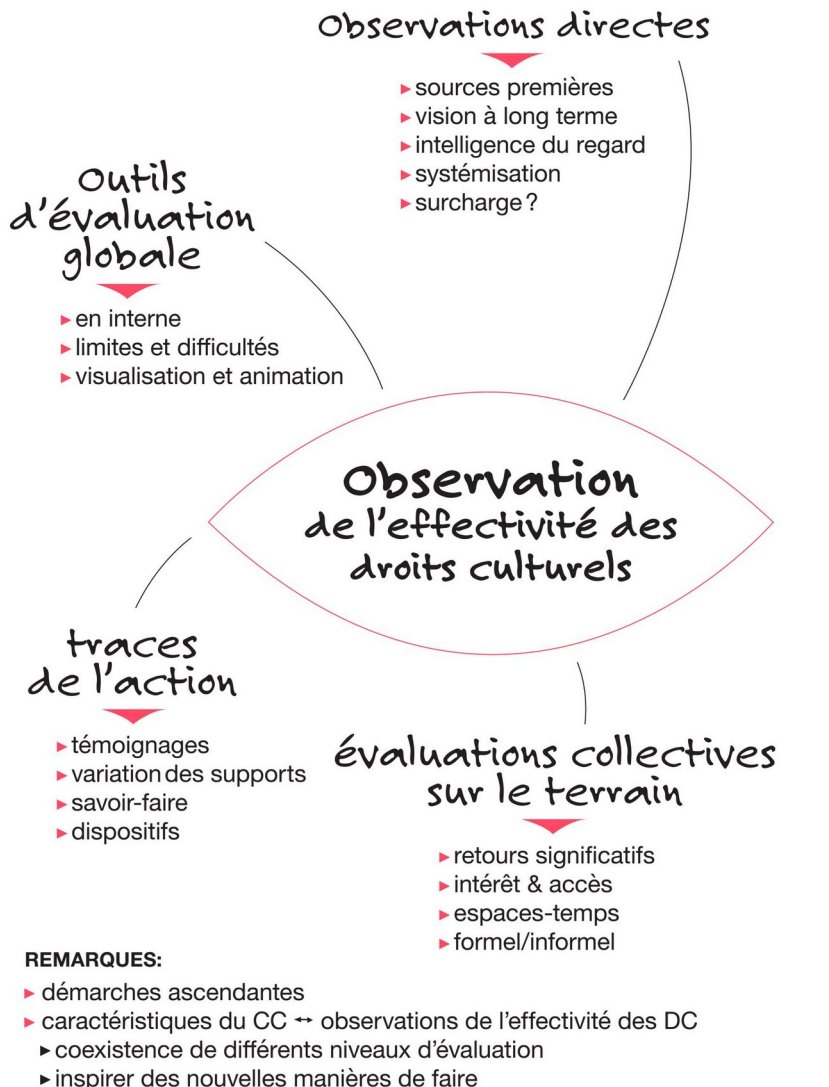 Observations directes
▸ sources premières
▸ vision à long terme
▸ intelligence du regard
▸ systémisation
▸ surcharge ?
Outils
d'évaluation
globale
▸ en interne
▸ limites et difficultés
▸ visualisation et animation
Observation
de l'effectivité des
droits culturels
traces
de l'action
▸ témoignages
▸ variation des supports
▸ savoir-faire
▸ dispositifs
évaluations collectives
sur le terrain
▸ retours significatifs
▸ intérêt & accès
▸ espaces-temps
▸ formel/informel
REMARQUES:
▸ démarches ascendantes
▸ caractéristiques du CC ↔ observations de l'effectivité des DC
▸ coexistence de différents niveaux d'évaluation
▸ inspirer des nouvelles manières de faire